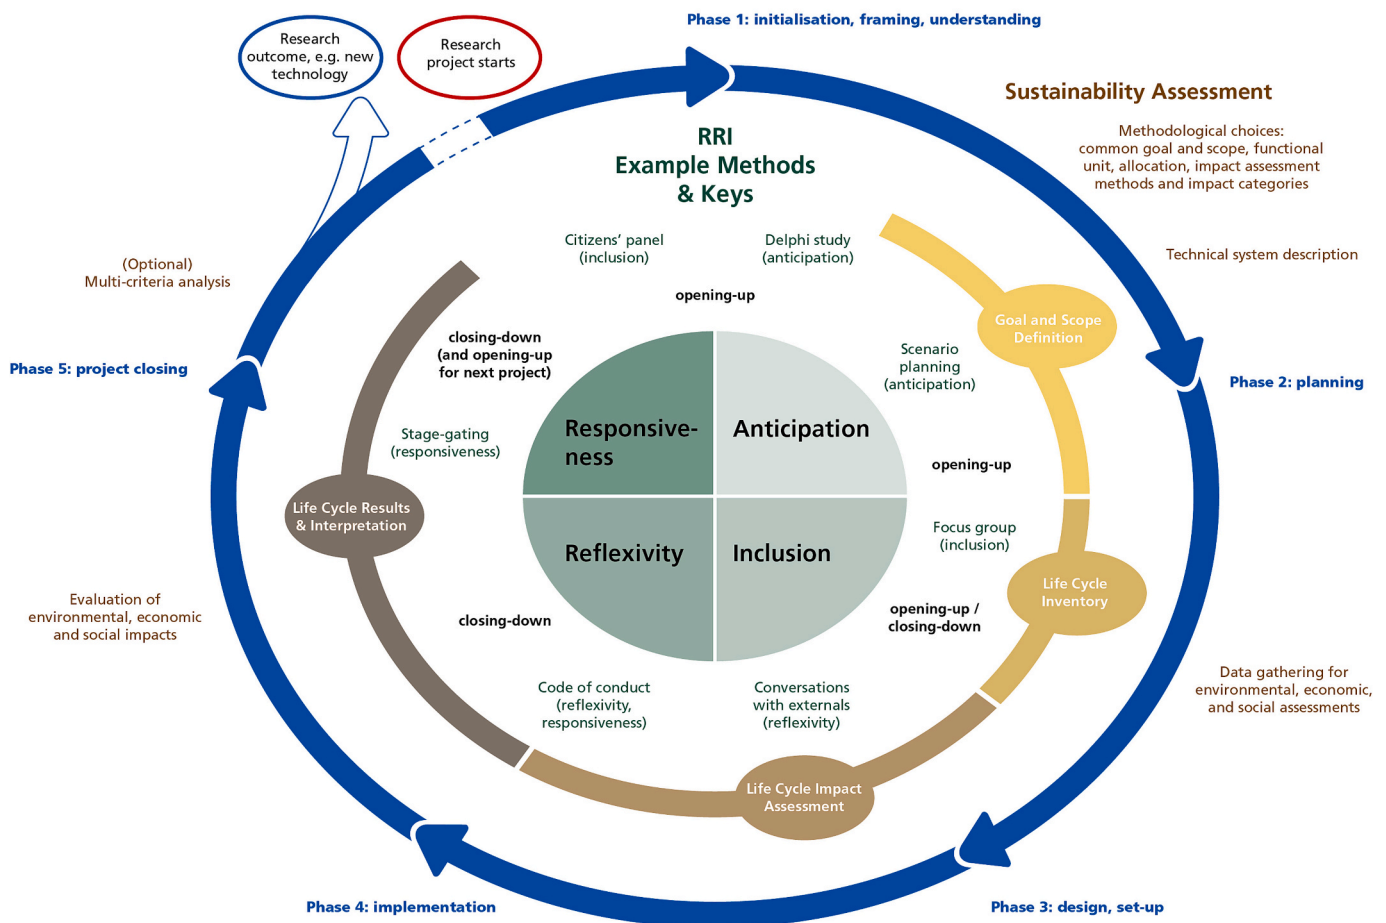 Phase 1: initialisation, framing, understanding
Research
outcome, e.g. new
technology
Research
project starts
Sustainability Assessment
Methodological choices:
common goal and scope, functional
unit, allocation, impact assessment
methods and impact categories
RRI
Example Methods
& Keys
Citizens’ panel
(inclusion)
Delphi study
(anticipation)
Technical system description
(Optional)
Multi-criteria analysis
opening-up
Goal and Scope
Definition
closing-down
(and opening-up
for next project)
Scenario
planning
(anticipation)
Phase 5: project closing
Phase 2: planning
Responsive-
ness
Anticipation
Stage-gating
(responsiveness)
opening-up
Life Cycle Results
& Interpretation
Focus group
(inclusion)
Reflexivity
Inclusion
Life Cycle
Inventory
Evaluation of
environmental, economic
and social impacts
closing-down
opening-up /
closing-down
Data gathering for
environmental, economic,
and social assessments
Code of conduct
(reflexivity,
responsiveness)
Conversations
with externals
(reflexivity)
Life Cycle Impact
Assessment
Phase 4: implementation
Phase 3: design, set-up